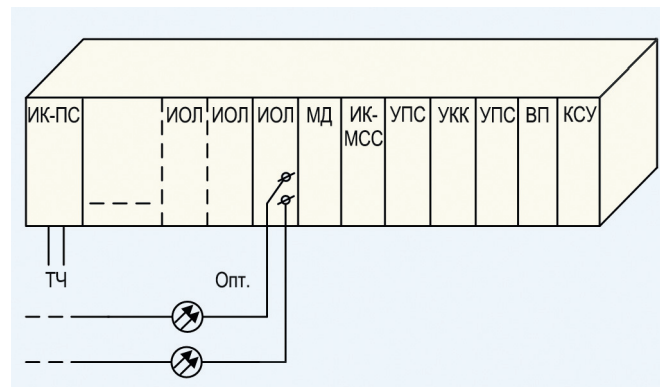 ИК-ПС ИОЛ ИОЛ ИОЛ МД ИК- УПС УКК УПС ВП КСУ
МСС
ТЧ Опт.